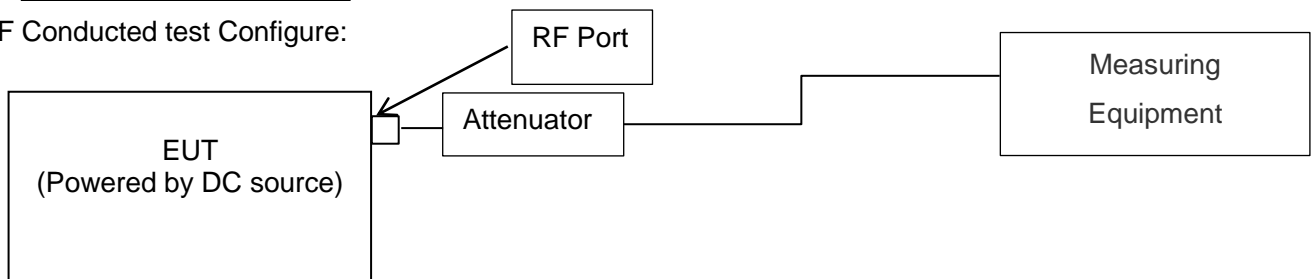 F Conducted test Configure:
RF Port
Measuring
Equipment
Attenuator
EUT
(Powered by DC source)